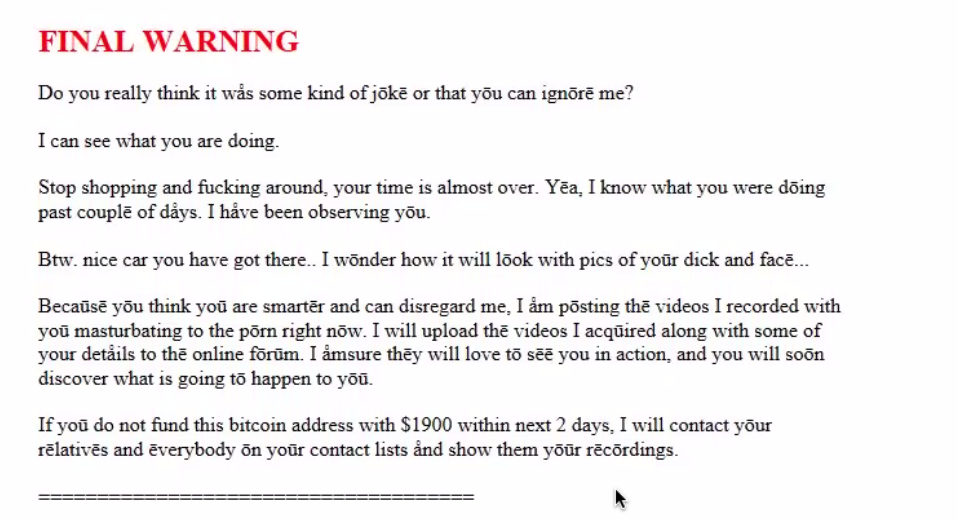 FINAL WARNING
Do you really think it wås some kind of jōkē or that yōu can ignōrē me?
I can see what you are doing.
Stop shopping and fucking around, your time is almost over. Yēa, I know what you were dōing
past couplē of dåys. I håve been observing yōu.
Btw. nice car you have got there.. I wōnder how it will lōok with pics of yoūr dick and facē...
Becaūsē yōu think yoū are smartēr and can disregard me, I åm pōsting thē videos I recorded with
yoū masturbating to the pōrn right nōw. I will upload thē videos I acqūired along with some of
your detåils to thē online fōrūm. I åmsure thēy will love tō sēē you in action, and you will soōn
discover what is going tō happen to yōū.
If yoū do not fund this bitcoin address with $1900 within next 2 days, I will contact yōur
rēlativēs and ēverybody ōn yoūr contact lists ånd show them yōūr rēcōrdings.
========================================